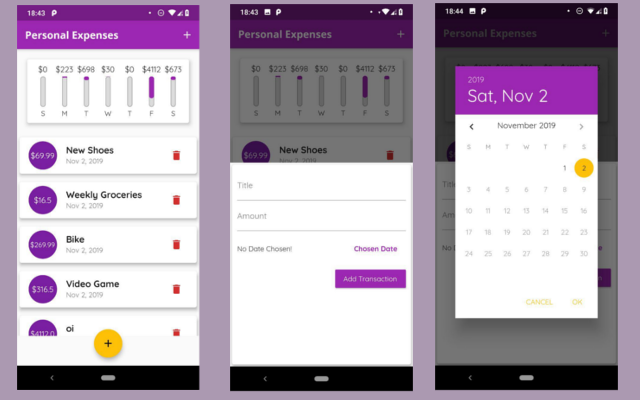 18:43
Personal Expenses
+
$0 $223 $698 $30 $0 $4112 $673
S M T W T F S
$69.99 New Shoes
Nov 2, 2019
$16.5 Weekly Groceries
Nov 2, 2019
$269.99 Bike
Nov 2, 2019
$316.5 Video Game
Nov 2, 2019
$4112.0 oi
+
18:43
Personal Expenses
+
$0 $223 $698 $30 $0 $4112 $673
S M T W T F S
$69.99 New Shoes
Title
Amount
No Date Chosen! Chosen Date
Add Transaction
18:44
Personal Expenses
+
2019
Sat, Nov 2
November 2019
S M T W T F S
1 2
3 4 5 6 7 8 9
10 11 12 13 14 15 16
17 18 19 20 21 22 23
24 25 26 27 28 29 30
Title
Am
No D
CANCEL OK